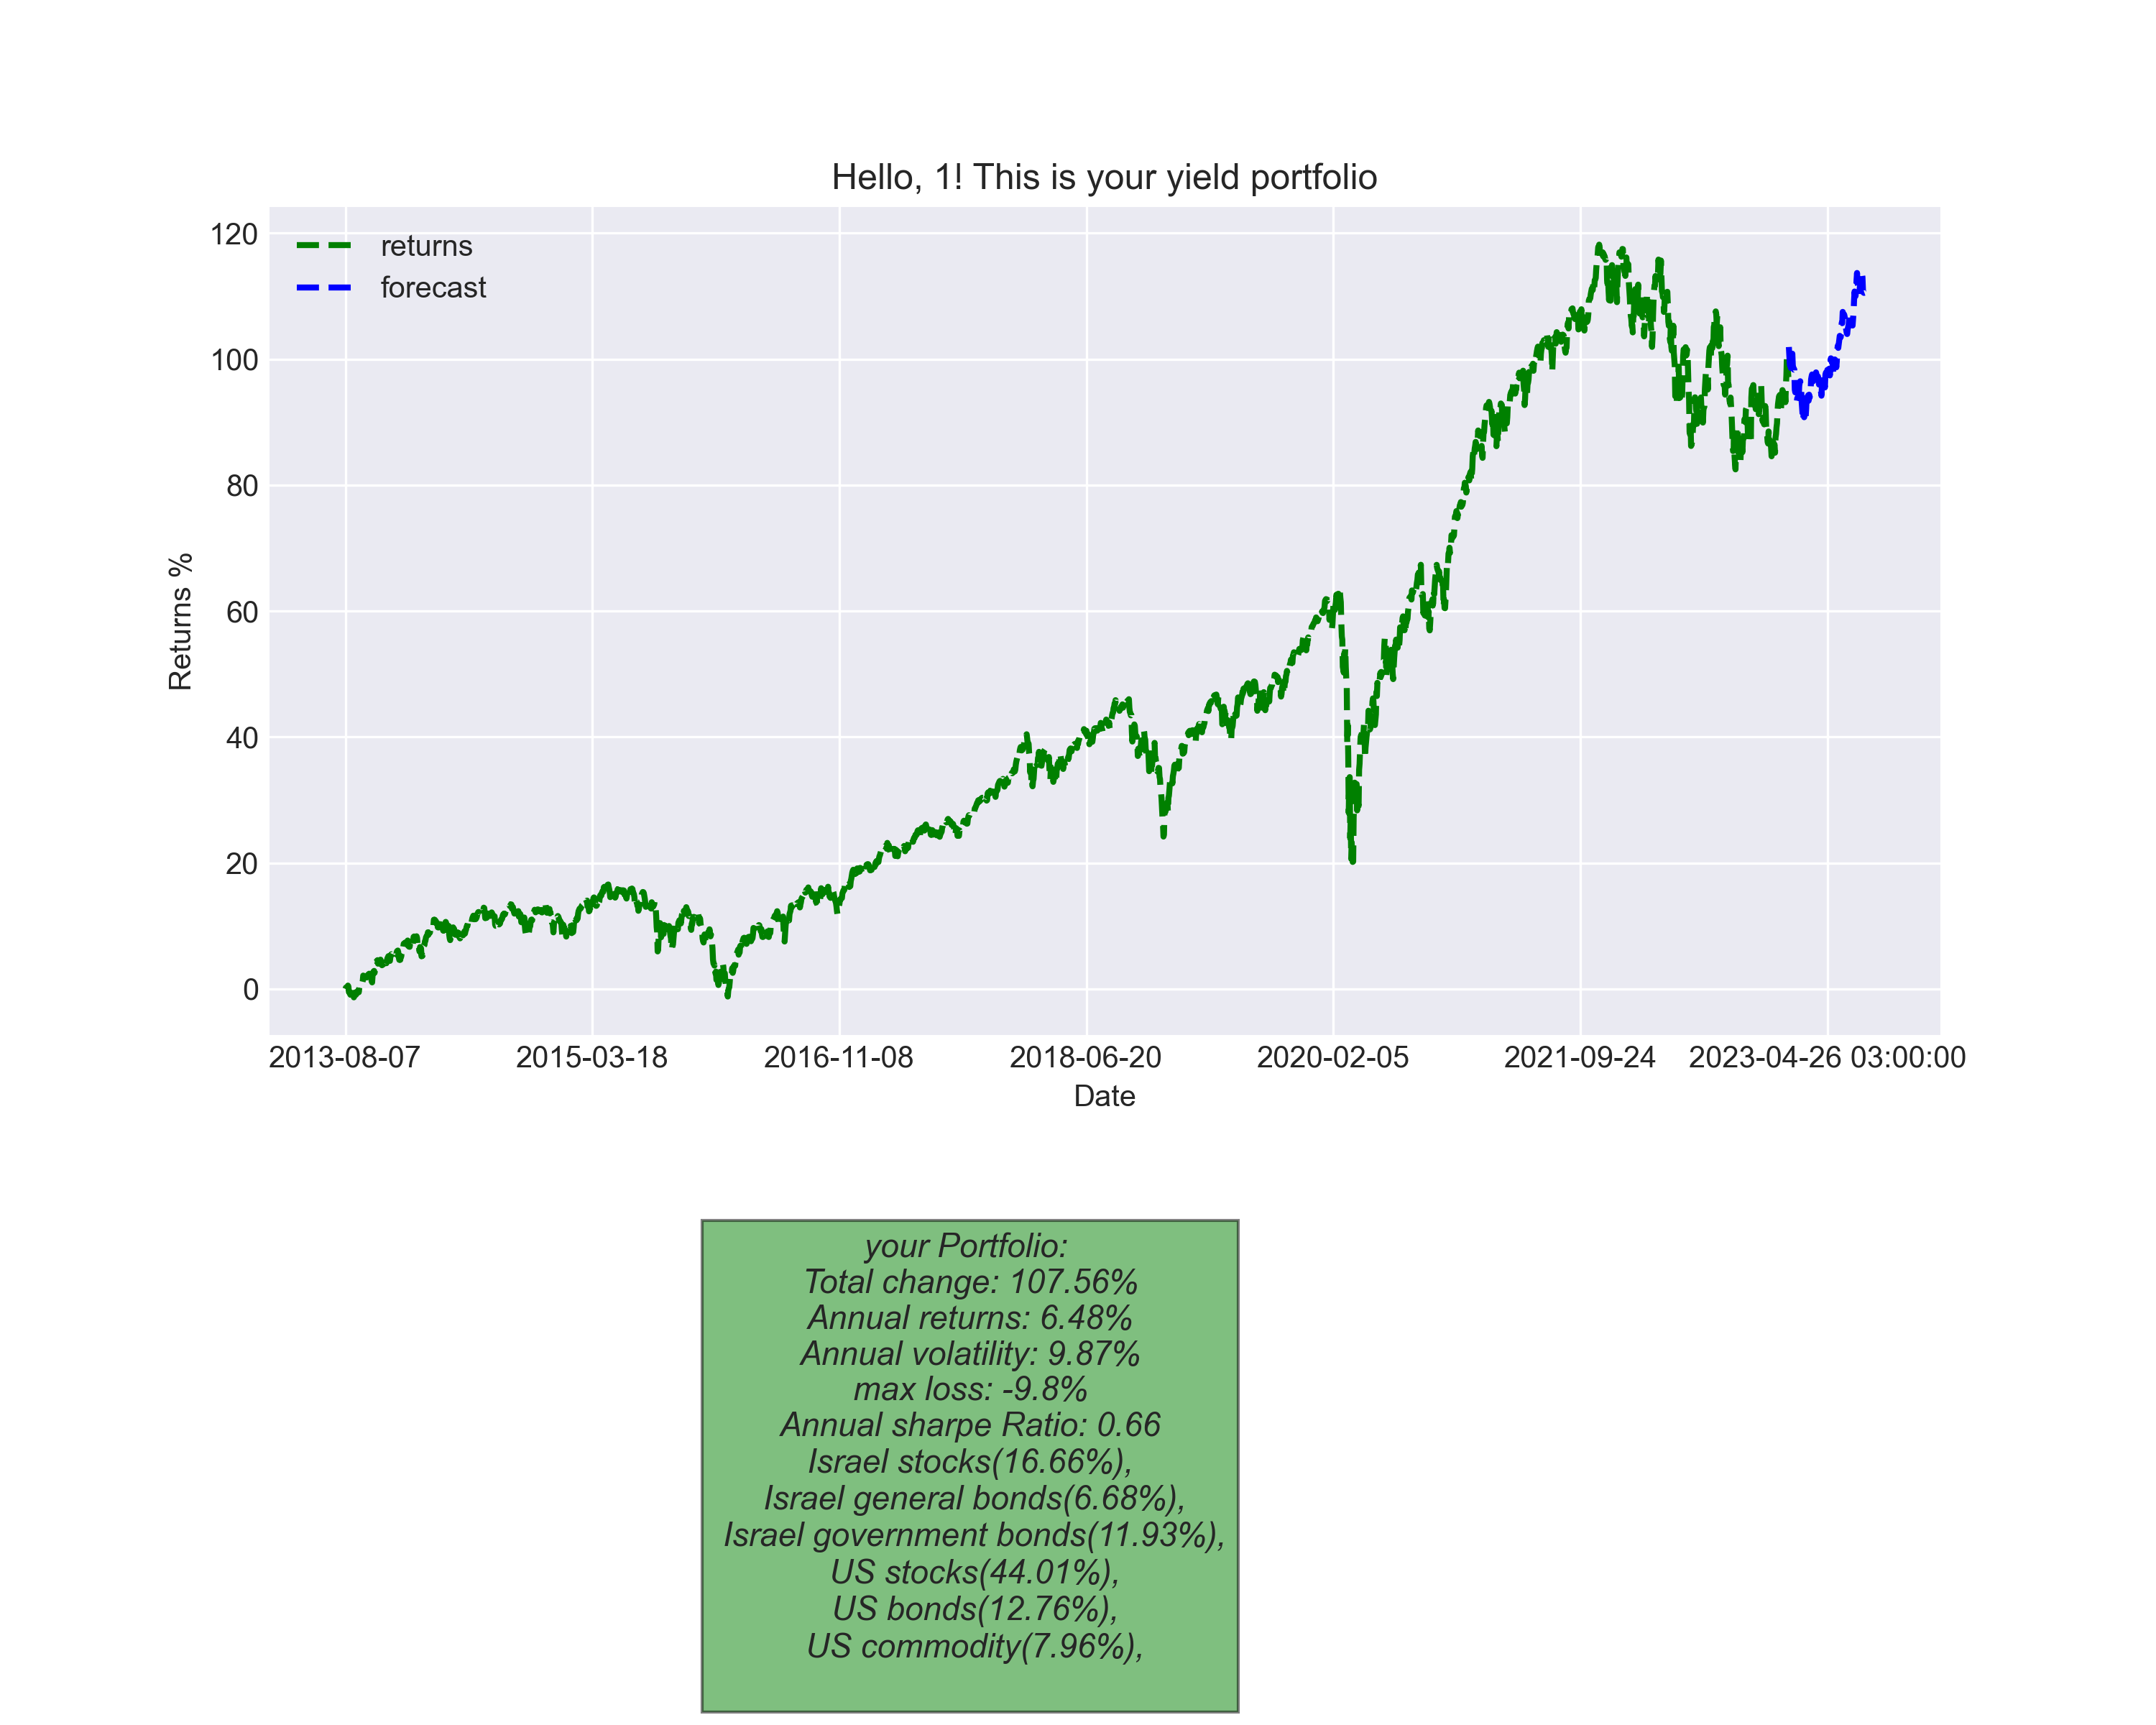 Hello, 1! This is your yield portfolio
returns
forecast
120
100
80
60
40
20
0
Returns %
2013-08-07 2015-03-18 2016-11-08 2018-06-20 2020-02-05 2021-09-24 2023-04-26 03:00:00
Date
your Portfolio:
Total change: 107.56%
Annual returns: 6.48%
Annual volatility: 9.87%
max loss: -9.8%
Annual sharpe Ratio: 0.66
Israel stocks(16.66%),
Israel general bonds(6.68%),
Israel government bonds(11.93%),
US stocks(44.01%),
US bonds(12.76%),
US commodity(7.96%),